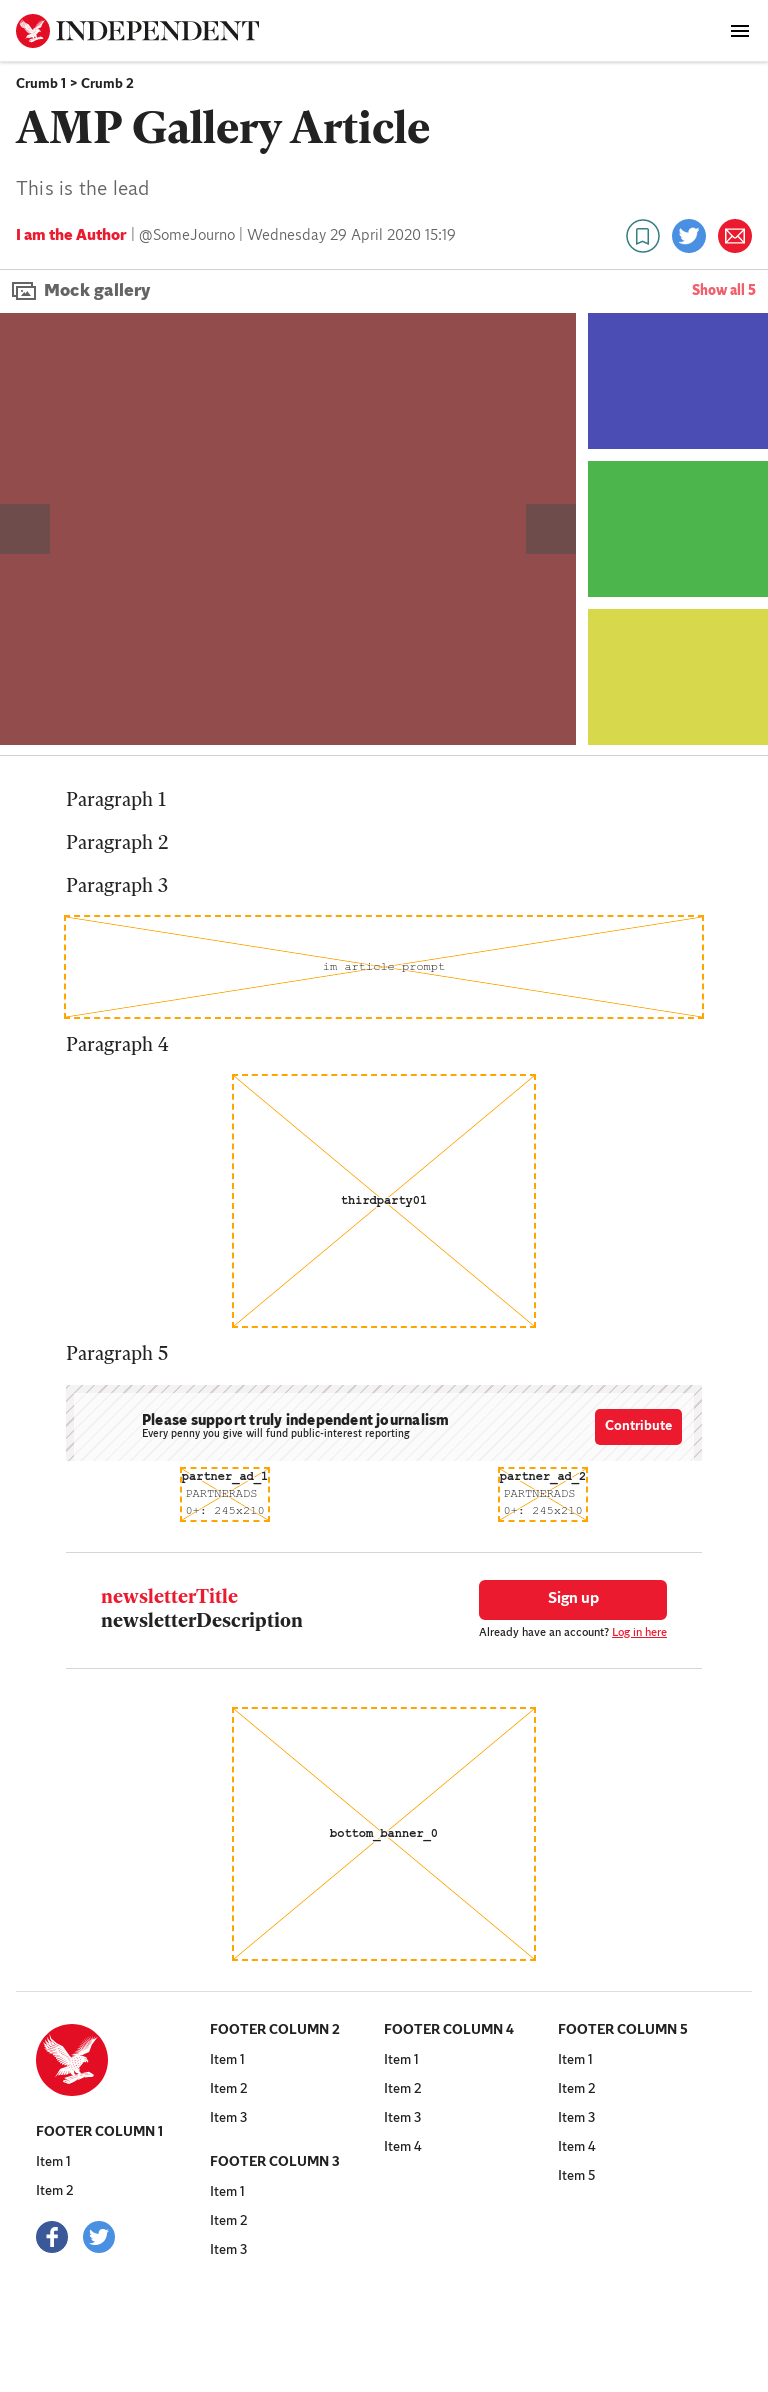 INDEPENDENT
Crumb 1 > Crumb 2
AMP Gallery Article
This is the lead
I am the Author | @SomeJourno | Wednesday 29 April 2020 15:19
Mock gallery
Show all 5
Paragraph 1
Paragraph 2
Paragraph 3
im article prompt
Paragraph 4
thirdparty01
Paragraph 5
Please support truly independent journalism
Every penny you give will fund public-interest reporting
Contribute
partner_ad_1
PARTNERADS
0+: 245x210
partner_ad_2
PARTNERADS
0+: 245x210
newsletterTitle
newsletterDescription
Sign up
Already have an account? Log in here
bottom_banner_0
FOOTER COLUMN 1
Item 1
Item 2
FOOTER COLUMN 2
Item 1
Item 2
Item 3
FOOTER COLUMN 3
Item 1
Item 2
Item 3
FOOTER COLUMN 4
Item 1
Item 2
Item 3
Item 4
FOOTER COLUMN 5
Item 1
Item 2
Item 3
Item 4
Item 5